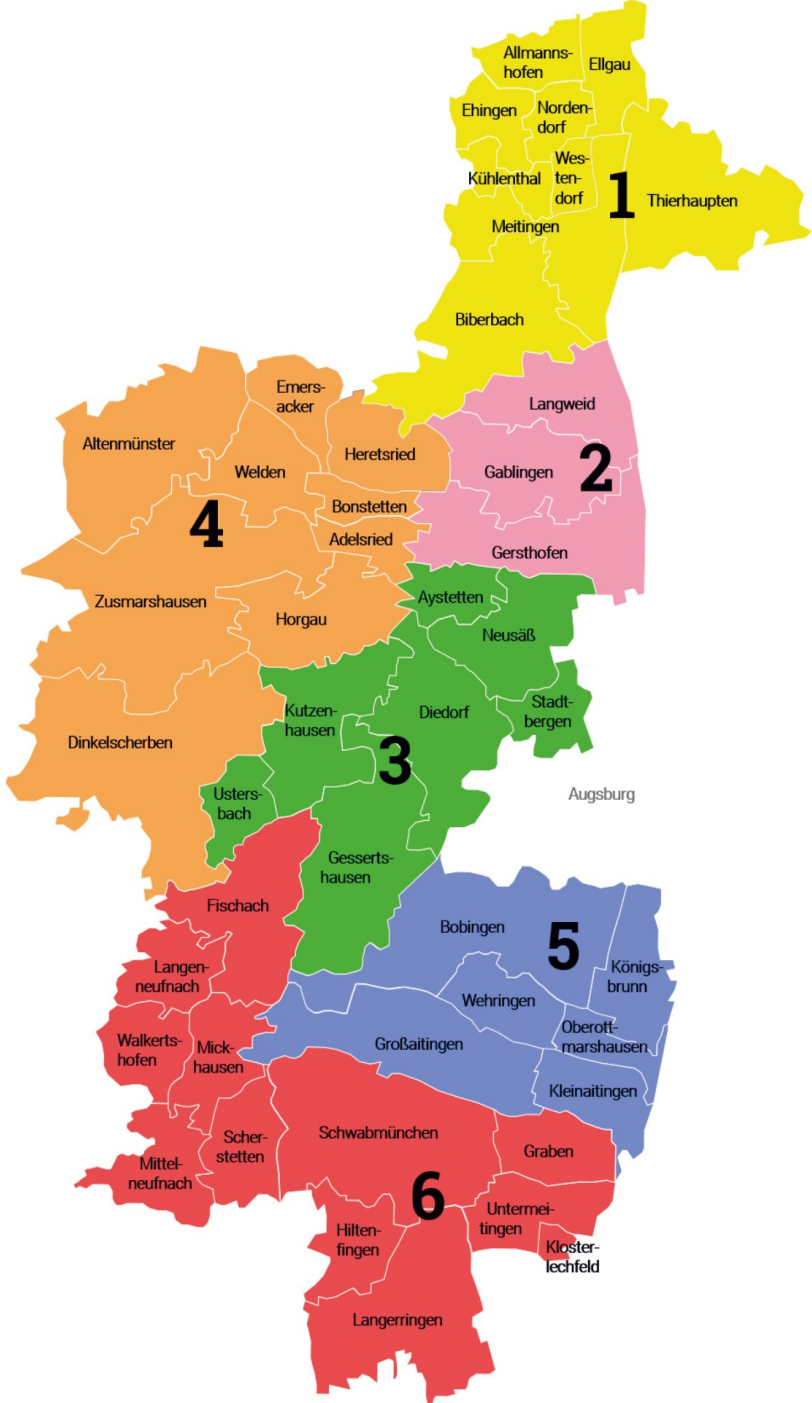 Allmanns-
hofen
Ellgau
Ehingen
Norden-
dorf
Wes-
ten-
dorf
Kühlenthal
1
Thierhaupten
Meitingen
Biberbach
Emers-
acker
Langweid
Altenmünster
Heretsried
Welden
Gablingen
2
Bonstetten
4
Adelsried
Gersthofen
Zusmarshausen
Aystetten
Horgau
Neusäß
Kutzen-
hausen
Diedorf
Stadt-
bergen
Dinkelscherben
3
Usters-
bach
Augsburg
Gesserts-
hausen
Fischach
Bobingen
5
Langen-
neufnach
Königs-
brunn
Wehringen
Walkerts-
hofen
Mick-
hausen
Großaitingen
Oberott-
marshausen
Kleinaitingen
Scher-
stetten
Schwabmünchen
Graben
Mittel-
neufnach
6
Untermei-
tingen
Hilten-
fingen
Kloster-
lechfeld
Langerringen